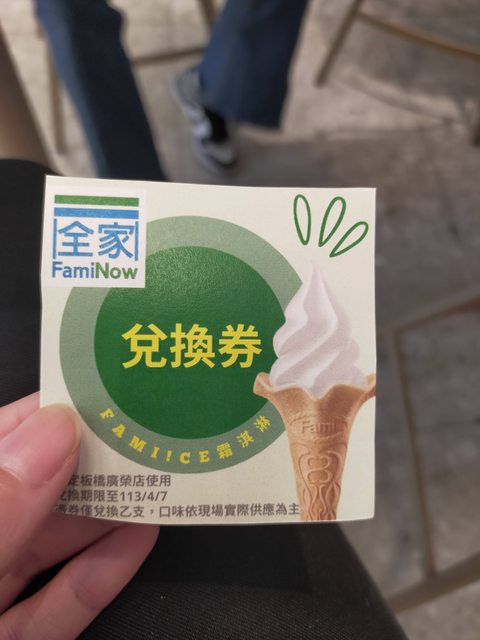 全家
FamiNow
兌換券
FAMI!CE霜淇淋
Fami
定板橋廣榮店使用
兌換期限至113/4/7
憑券僅兌換乙支，口味依現場實際供應為主